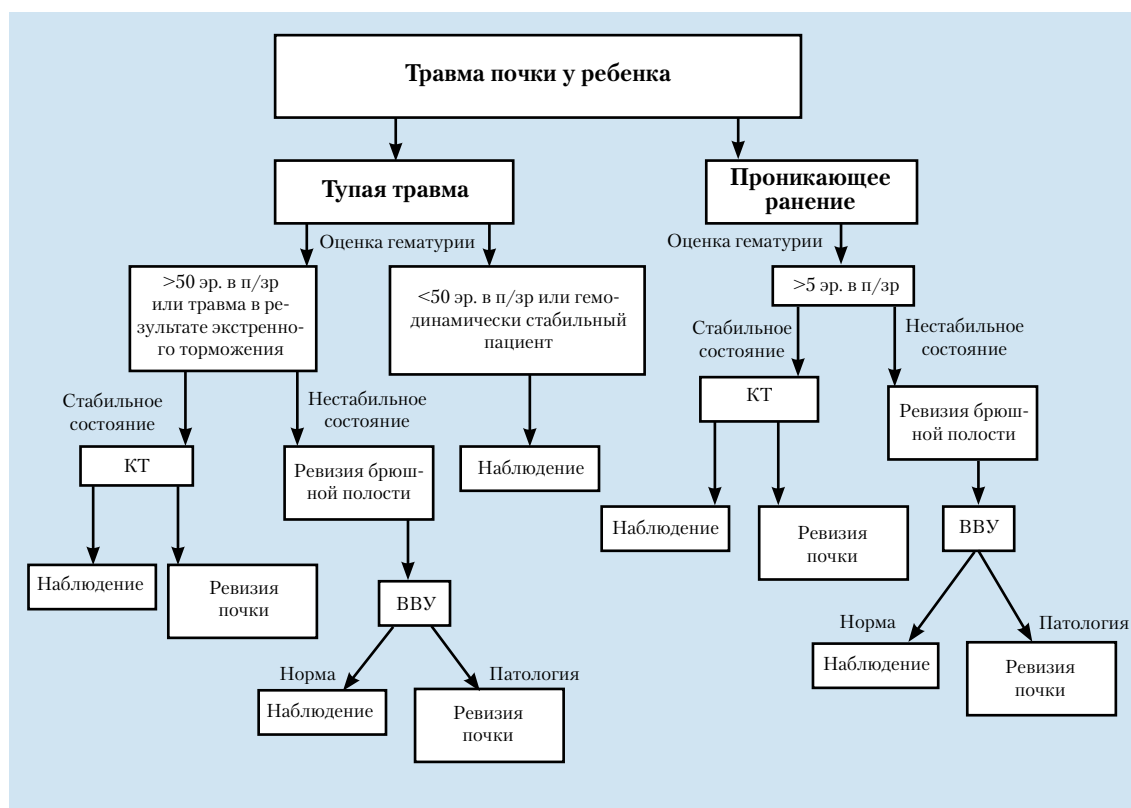 Травма почки у ребенка
Тупая травма
Проникающее
ранение
Оценка гематурии
Оценка гематурии
>50 эр. в п/зр
или травма в ре-
зультате экстренно-
го торможения
<50 эр. в п/зр или гемо-
динамически стабильный
пациент
>5 эр. в п/зр
Стабильное
состояние
Нестабильное
состояние
Стабильное
состояние
Нестабильное
состояние
КТ
Ревизия брюш-
ной полости
Наблюдение
КТ
Ревизия брюш-
ной полости
Наблюдение
Ревизия
почки
ВВУ
Наблюдение
Ревизия
почки
ВВУ
Норма
Патология
Наблюдение
Ревизия
почки
Норма
Патология
Наблюдение
Ревизия
почки